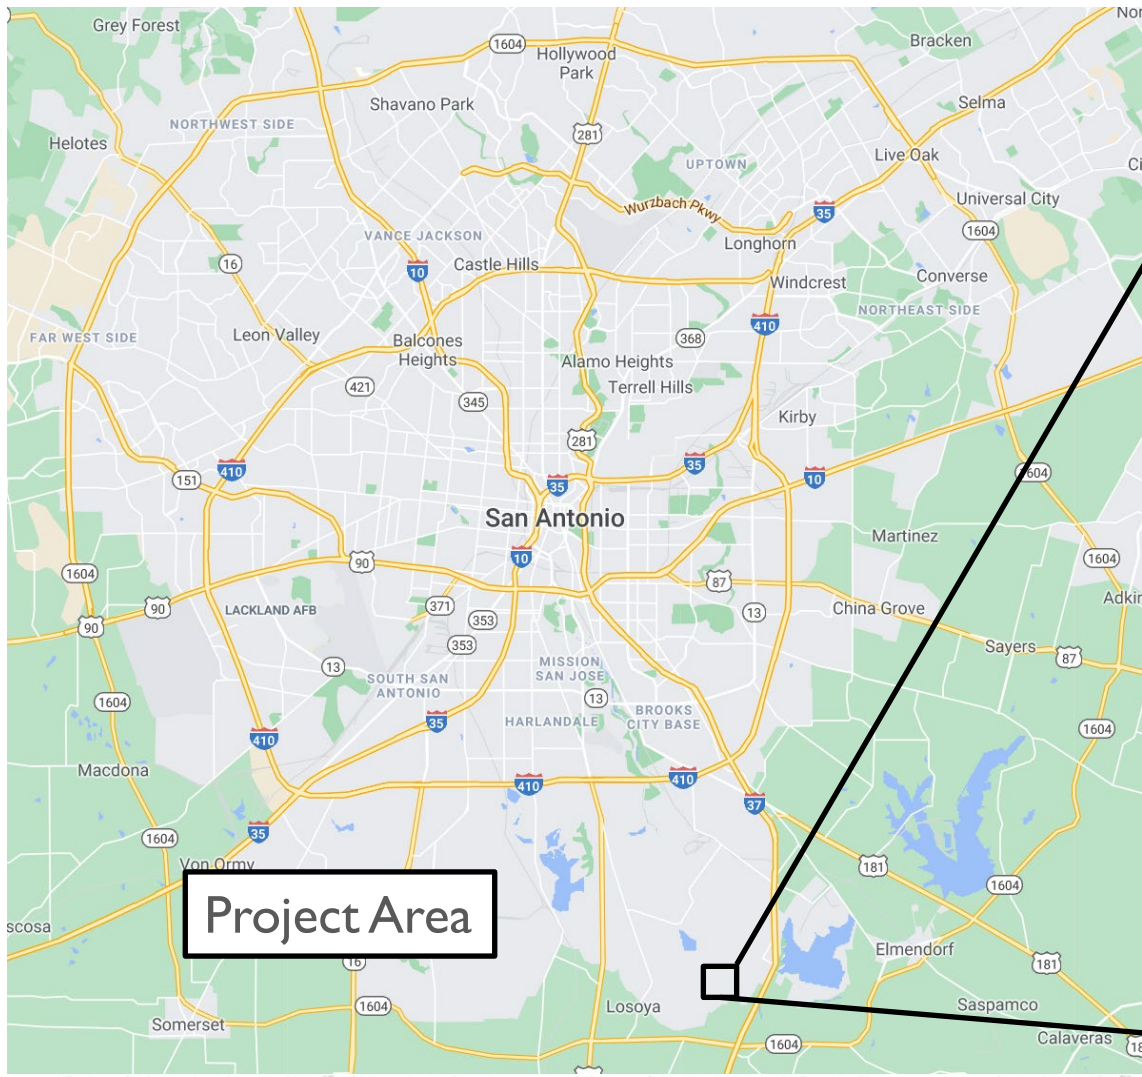 Grey Forest
Nor
Bracken
1604
Hollywood
Park
Shavano Park
Selma
NORTHWEST SIDE
281
Helotes
UPTOWN
Live Oak
Ci
Universal City
Wurzbach Pkwy
35
1604
VANCE JACKSON
Longhorn
16
Castle Hills
10
Windcrest
Converse
NORTHEAST SIDE
410
FAR WEST SIDE
Leon Valley
Balcones
Heights
368
Alamo Heights
421
Terrell Hills
345
Kirby
281
410
35
1604
151
35
10
San Antonio
Martinez
10
90
1604
1604
87
90
LACKLAND AFB
371
353
13
China Grove
Adkin
90
353
Sayers
87
13
SOUTH SAN
ANTONIO
MISSION
SAN JOSE
13
1604
HARLANDALE
BROOKS
CITY BASE
35
410
1604
Macdona
410
410
37
35
1604
Von Ormy
181
1604
Project Area
scosa
Elmendorf
16
181
1604
Losoya
Saspamco
Somerset
1604
Calaveras
18